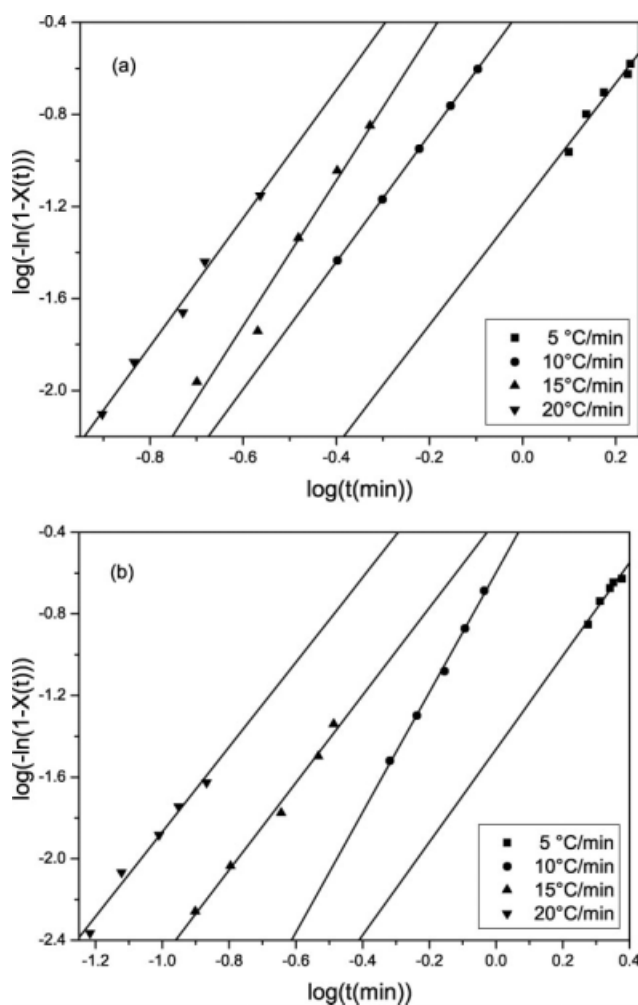 (a)
log(-ln(1-X(t)))
-0.4
-0.8
-1.2
-1.6
-2.0
5 °C/min
10°C/min
15°C/min
20°C/min
-0.8 -0.6 -0.4 -0.2 0.0 0.2
log(t(min))
(b)
log(-ln(1-X(t)))
-0.4
-0.8
-1.2
-1.6
-2.0
-2.4
5 °C/min
10°C/min
15°C/min
20°C/min
-1.2 -1.0 -0.8 -0.6 -0.4 -0.2 0.0 0.2 0.4
log(t(min))